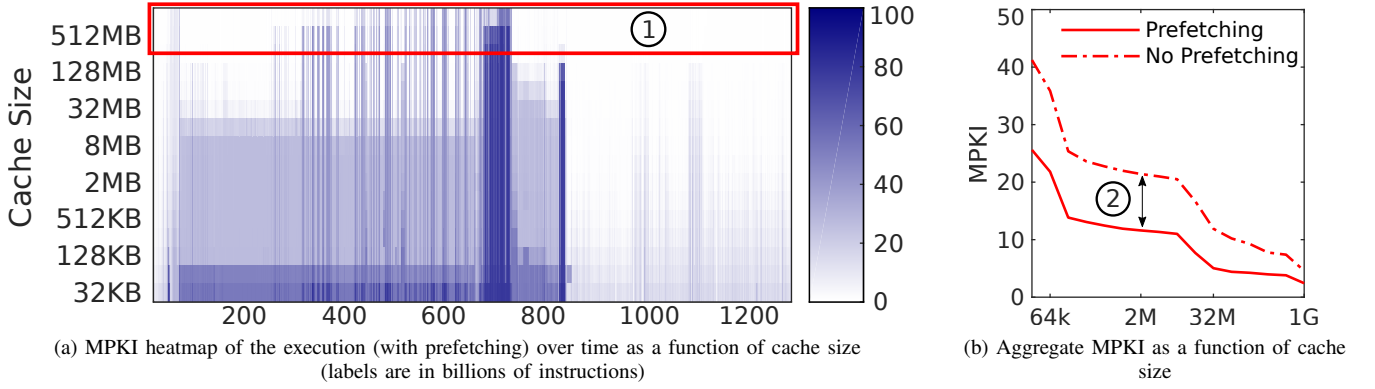 Cache Size
512MB
128MB
32MB
8MB
2MB
512KB
128KB
32KB
1
200 400 600 800 1000 1200
100
80
60
40
20
0
(a) MPKI heatmap of the execution (with prefetching) over time as a function of cache size
(labels are in billions of instructions)
MPKI
50
40
30
20
10
0
Prefetching
No Prefetching
2
64k 2M 32M 1G
(b) Aggregate MPKI as a function of cache
size